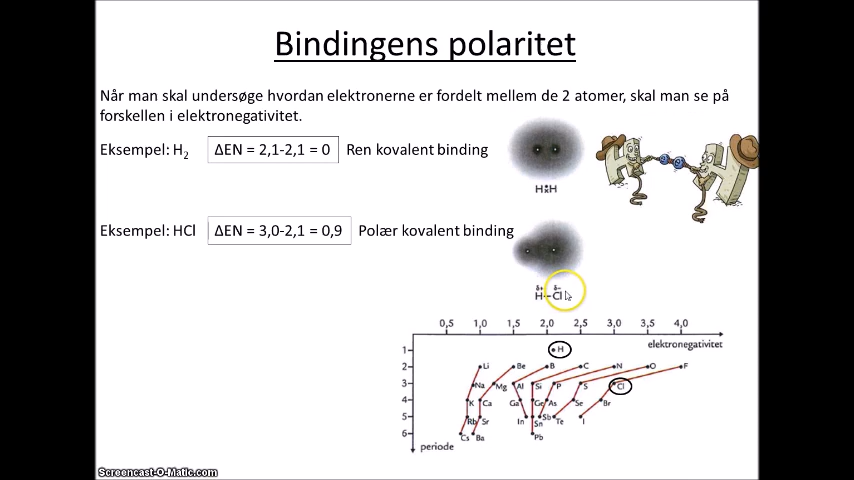 Bindingens polaritet
Når man skal undersøge hvordan elektronerne er fordelt mellem de 2 atomer, skal man se på
forskellen i elektronegativitet.
Eksempel: H₂ ΔEN = 2,1-2,1 = 0 Ren kovalent binding
H H
Eksempel: HCl ΔEN = 3,0-2,1 = 0,9 Polær kovalent binding
δ+ δ-
H–Cl
0,5 1,0 1,5 2,0 2,5 3,0 3,5 4,0
elektronegativitet
1 H
2 Li Be B C N O F
3 Na Mg Al Si P S Cl
4 K Ca Ga Ge As Se Br
5 Rb Sr In Sn Sb Te I
6 Cs Ba Pb
periode
Screencast-O-Matic.com